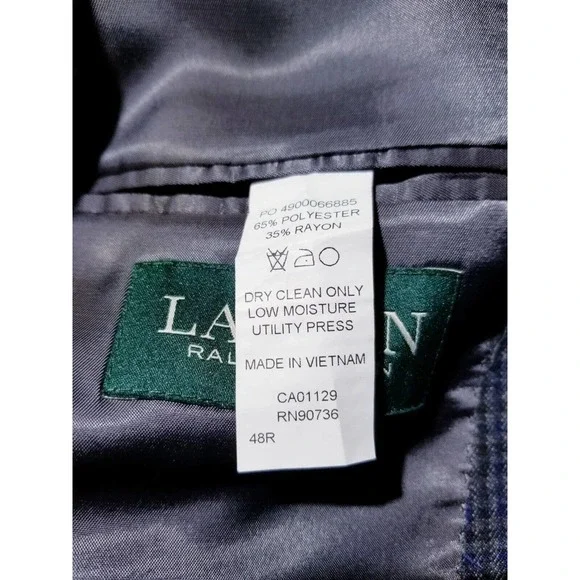 PO 4900066885
65% POLYESTER
35% RAYON
DRY CLEAN ONLY
LOW MOISTURE
UTILITY PRESS
MADE IN VIETNAM
CA01129
RN90736
48R